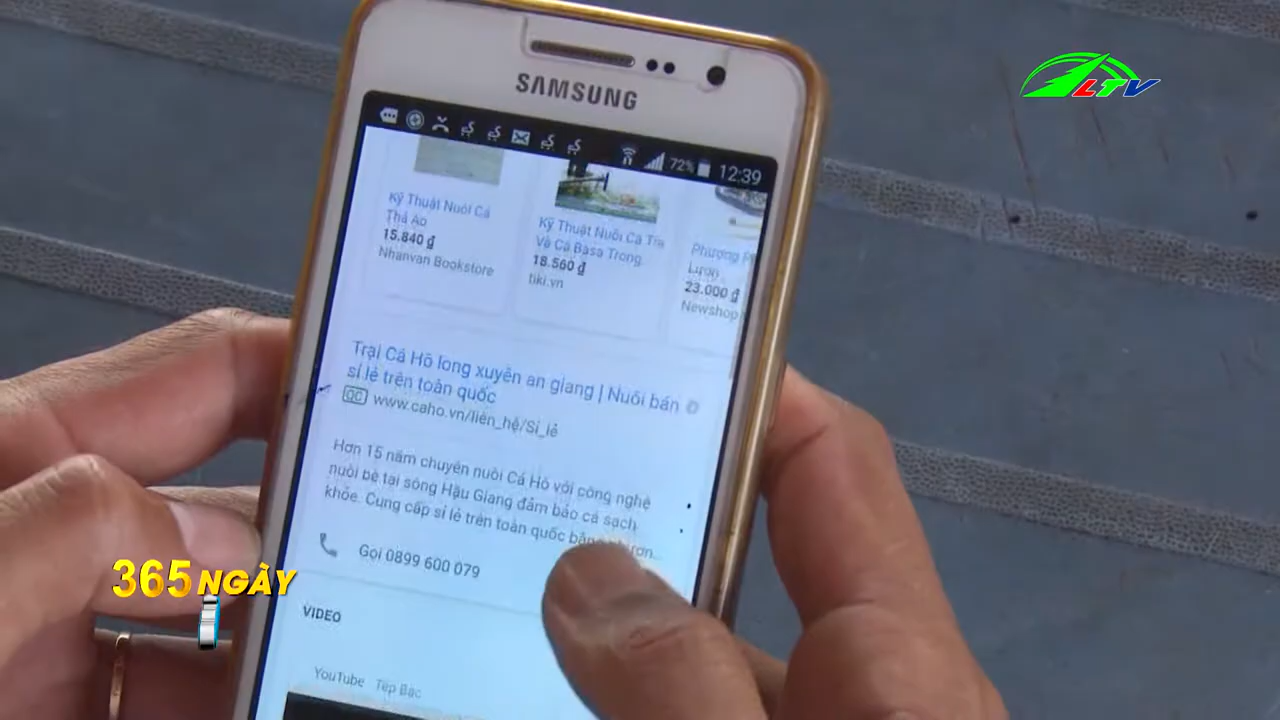 LTV
SAMSUNG
72% 12:39
Kỹ Thuật Nuôi Cá
Thả Ao
15.840 ₫
Nhanvan Bookstore
Kỹ Thuật Nuôi Cá Tra
Và Cá Basa Trong
18.560 ₫
tiki.vn
Phương
Lươn
23.000 ₫
Newshop
Trại Cá Hô long xuyên an giang | Nuôi bán
sỉ lẻ trên toàn quốc
QC www.caho.vn/liên_hệ/Sỉ_lẻ
Hơn 15 năm chuyên nuôi Cá Hô với công nghệ
nuôi bè tại sông Hậu Giang đảm bảo cá sạch
khỏe. Cung cấp sỉ lẻ trên toàn quốc
Gọi 0899 600 079
365 NGÀY
VIDEO
YouTube Tép Bạc